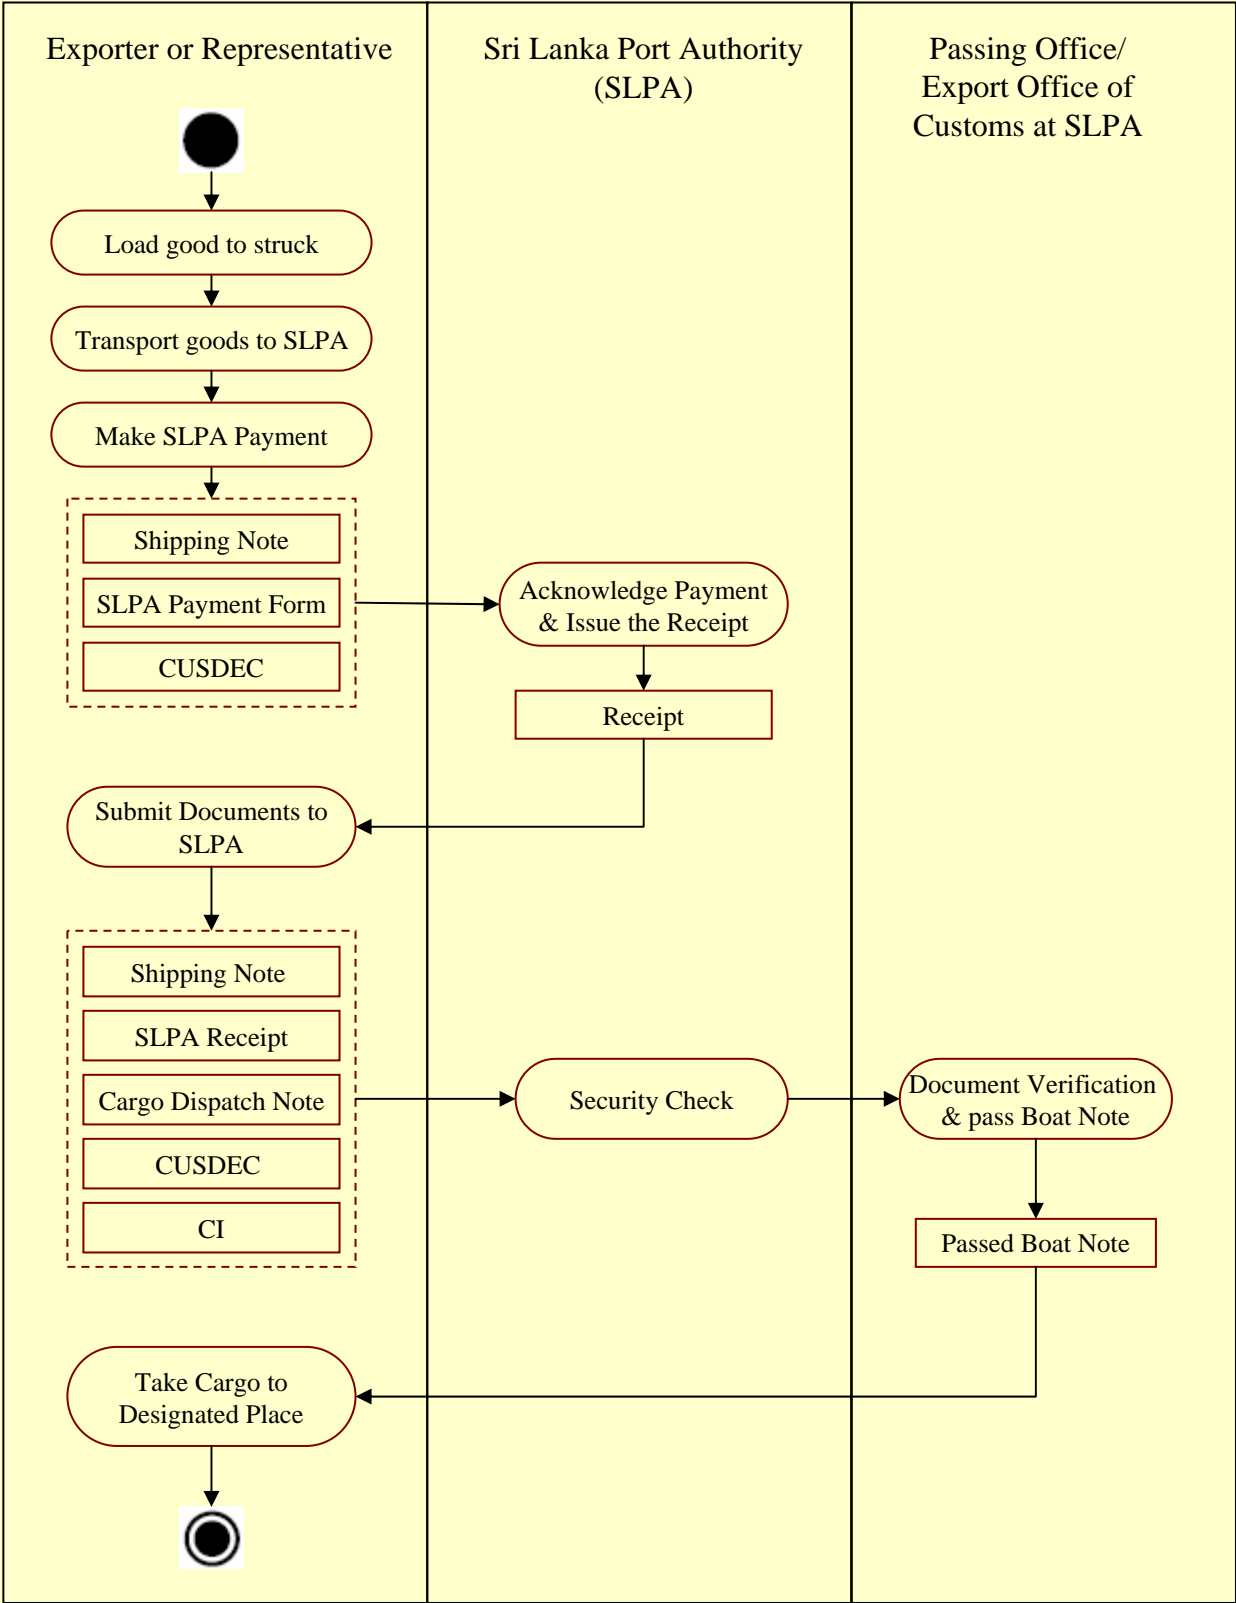 Exporter or Representative
Sri Lanka Port Authority
(SLPA)
Passing Office/
Export Office of
Customs at SLPA
Load good to struck
Transport goods to SLPA
Make SLPA Payment
Shipping Note
SLPA Payment Form
CUSDEC
Acknowledge Payment
& Issue the Receipt
Receipt
Submit Documents to
SLPA
Shipping Note
SLPA Receipt
Cargo Dispatch Note
CUSDEC
CI
Security Check
Document Verification
& pass Boat Note
Passed Boat Note
Take Cargo to
Designated Place